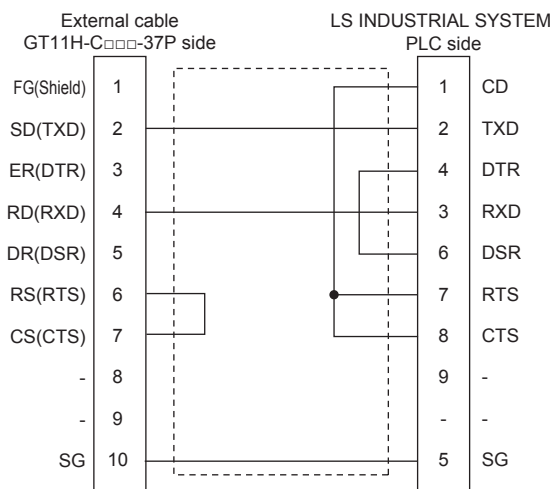 External cable
GT11H-C□□□-37P side
LS INDUSTRIAL SYSTEM
PLC side
FG(Shield) 1 1 CD
SD(TXD) 2 2 TXD
ER(DTR) 3 4 DTR
RD(RXD) 4 3 RXD
DR(DSR) 5 6 DSR
RS(RTS) 6 7 RTS
CS(CTS) 7 8 CTS
- 8 9 -
- 9 - -
SG 10 5 SG